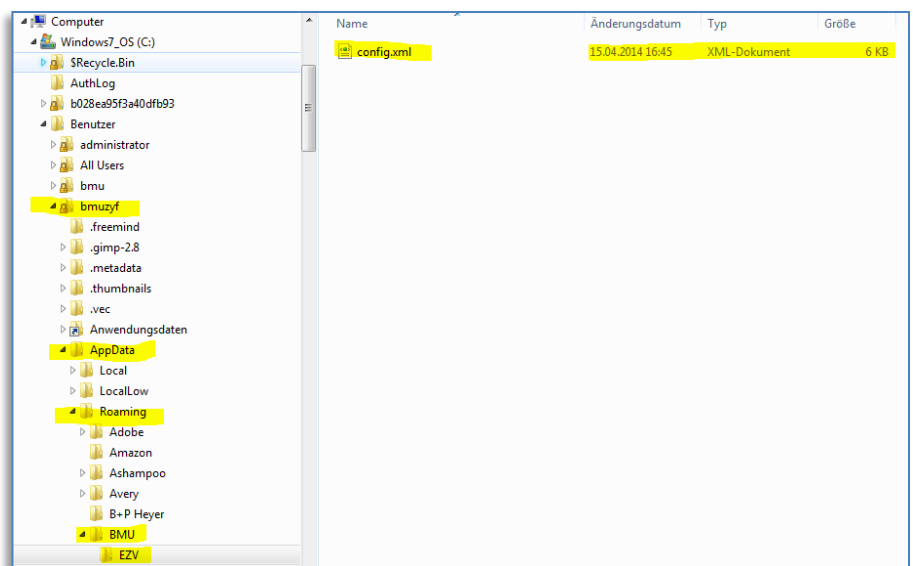 Computer
Windows7_OS (C:)
$Recycle.Bin
AuthLog
b028ea95f3a40dfb93
Benutzer
administrator
All Users
bmu
bmuzyf
.freemind
.gimp-2.8
.metadata
.thumbnails
.vec
Anwendungsdaten
AppData
Local
LocalLow
Roaming
Adobe
Amazon
Ashampoo
Avery
B+P Heyer
BMU
EZV
Name Änderungsdatum Typ Größe
config.xml 15.04.2014 16:45 XML-Dokument 6 KB